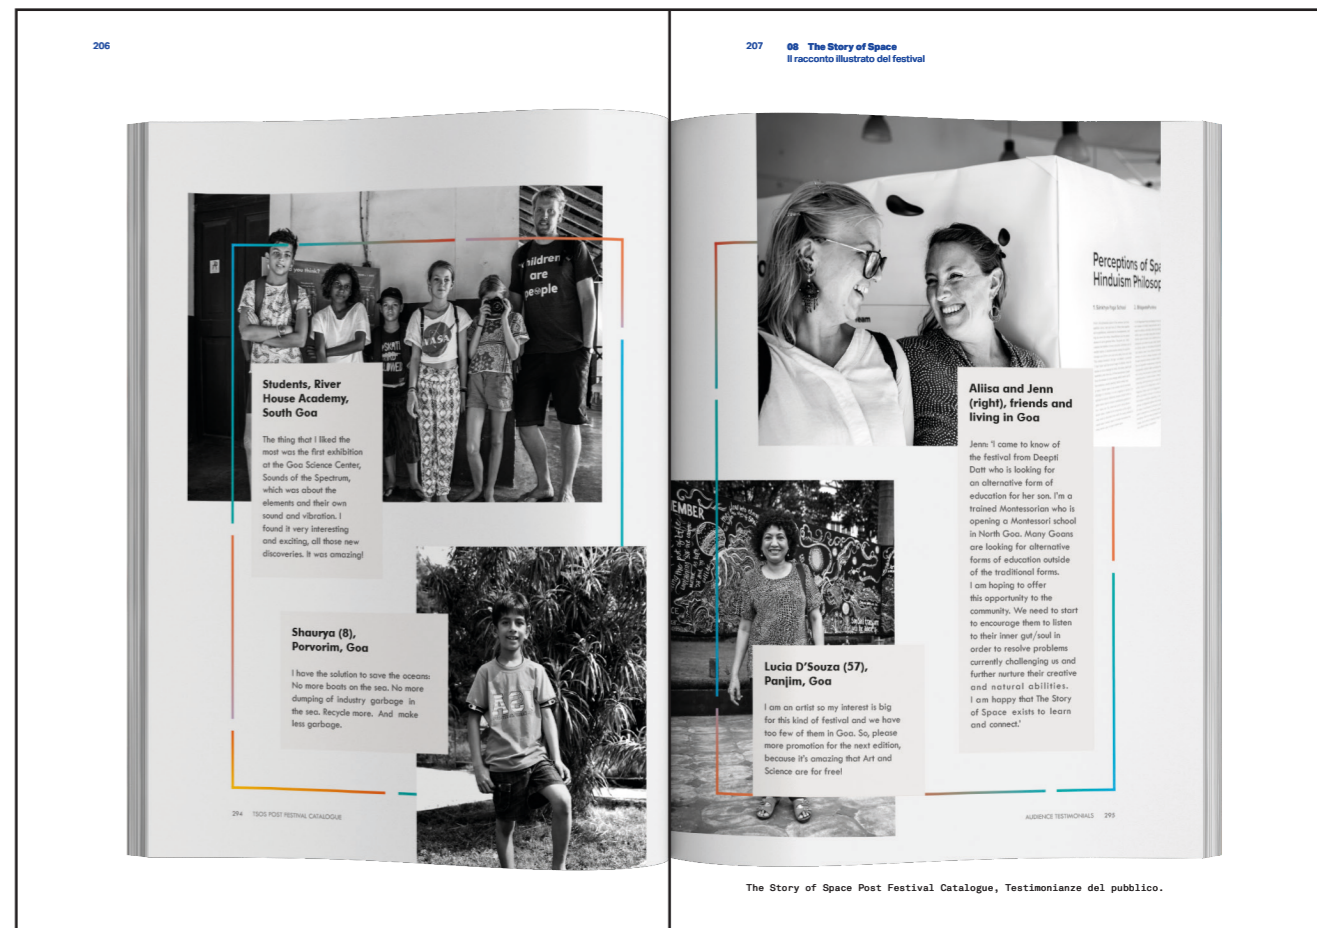 206
207 08 The Story of Space
Il racconto illustrato del festival
you think?
children
are
people
NASA
Students, River
House Academy,
South Goa
The thing that I liked the
most was the first exhibition
at the Goa Science Center,
Sounds of the Spectrum,
which was about the
elements and their own
sound and vibration. I
found it very interesting
and exciting, all those new
discoveries. It was amazing!
Shaurya (8),
Porvorim, Goa
I have the solution to save the oceans:
No more boats on the sea. No more
dumping of industry garbage in
the sea. Recycle more. And make
less garbage.
294 TSOS POST FESTIVAL CATALOGUE
Perceptions of Spa
Hinduism Philosop
Aliisa and Jenn
(right), friends and
living in Goa
Jenn: 'I came to know of
the festival from Deepti
Datt who is looking for
an alternative form of
education for her son. I'm a
trained Montessorian who is
opening a Montessori school
in North Goa. Many Goans
are looking for alternative
forms of education outside
of the traditional forms.
I am hoping to offer
this opportunity to the
community. We need to start
to encourage them to listen
to their inner gut/soul in
order to resolve problems
currently challenging us and
further nurture their creative
and natural abilities.
I am happy that The Story
of Space exists to learn
and connect.'
EMBER
Lucia D'Souza (57),
Panjim, Goa
I am an artist so my interest is big
for this kind of festival and we have
too few of them in Goa. So, please
more promotion for the next edition,
because it's amazing that Art and
Science are for free!
AUDIENCE TESTIMONIALS 295
The Story of Space Post Festival Catalogue, Testimonianze del pubblico.